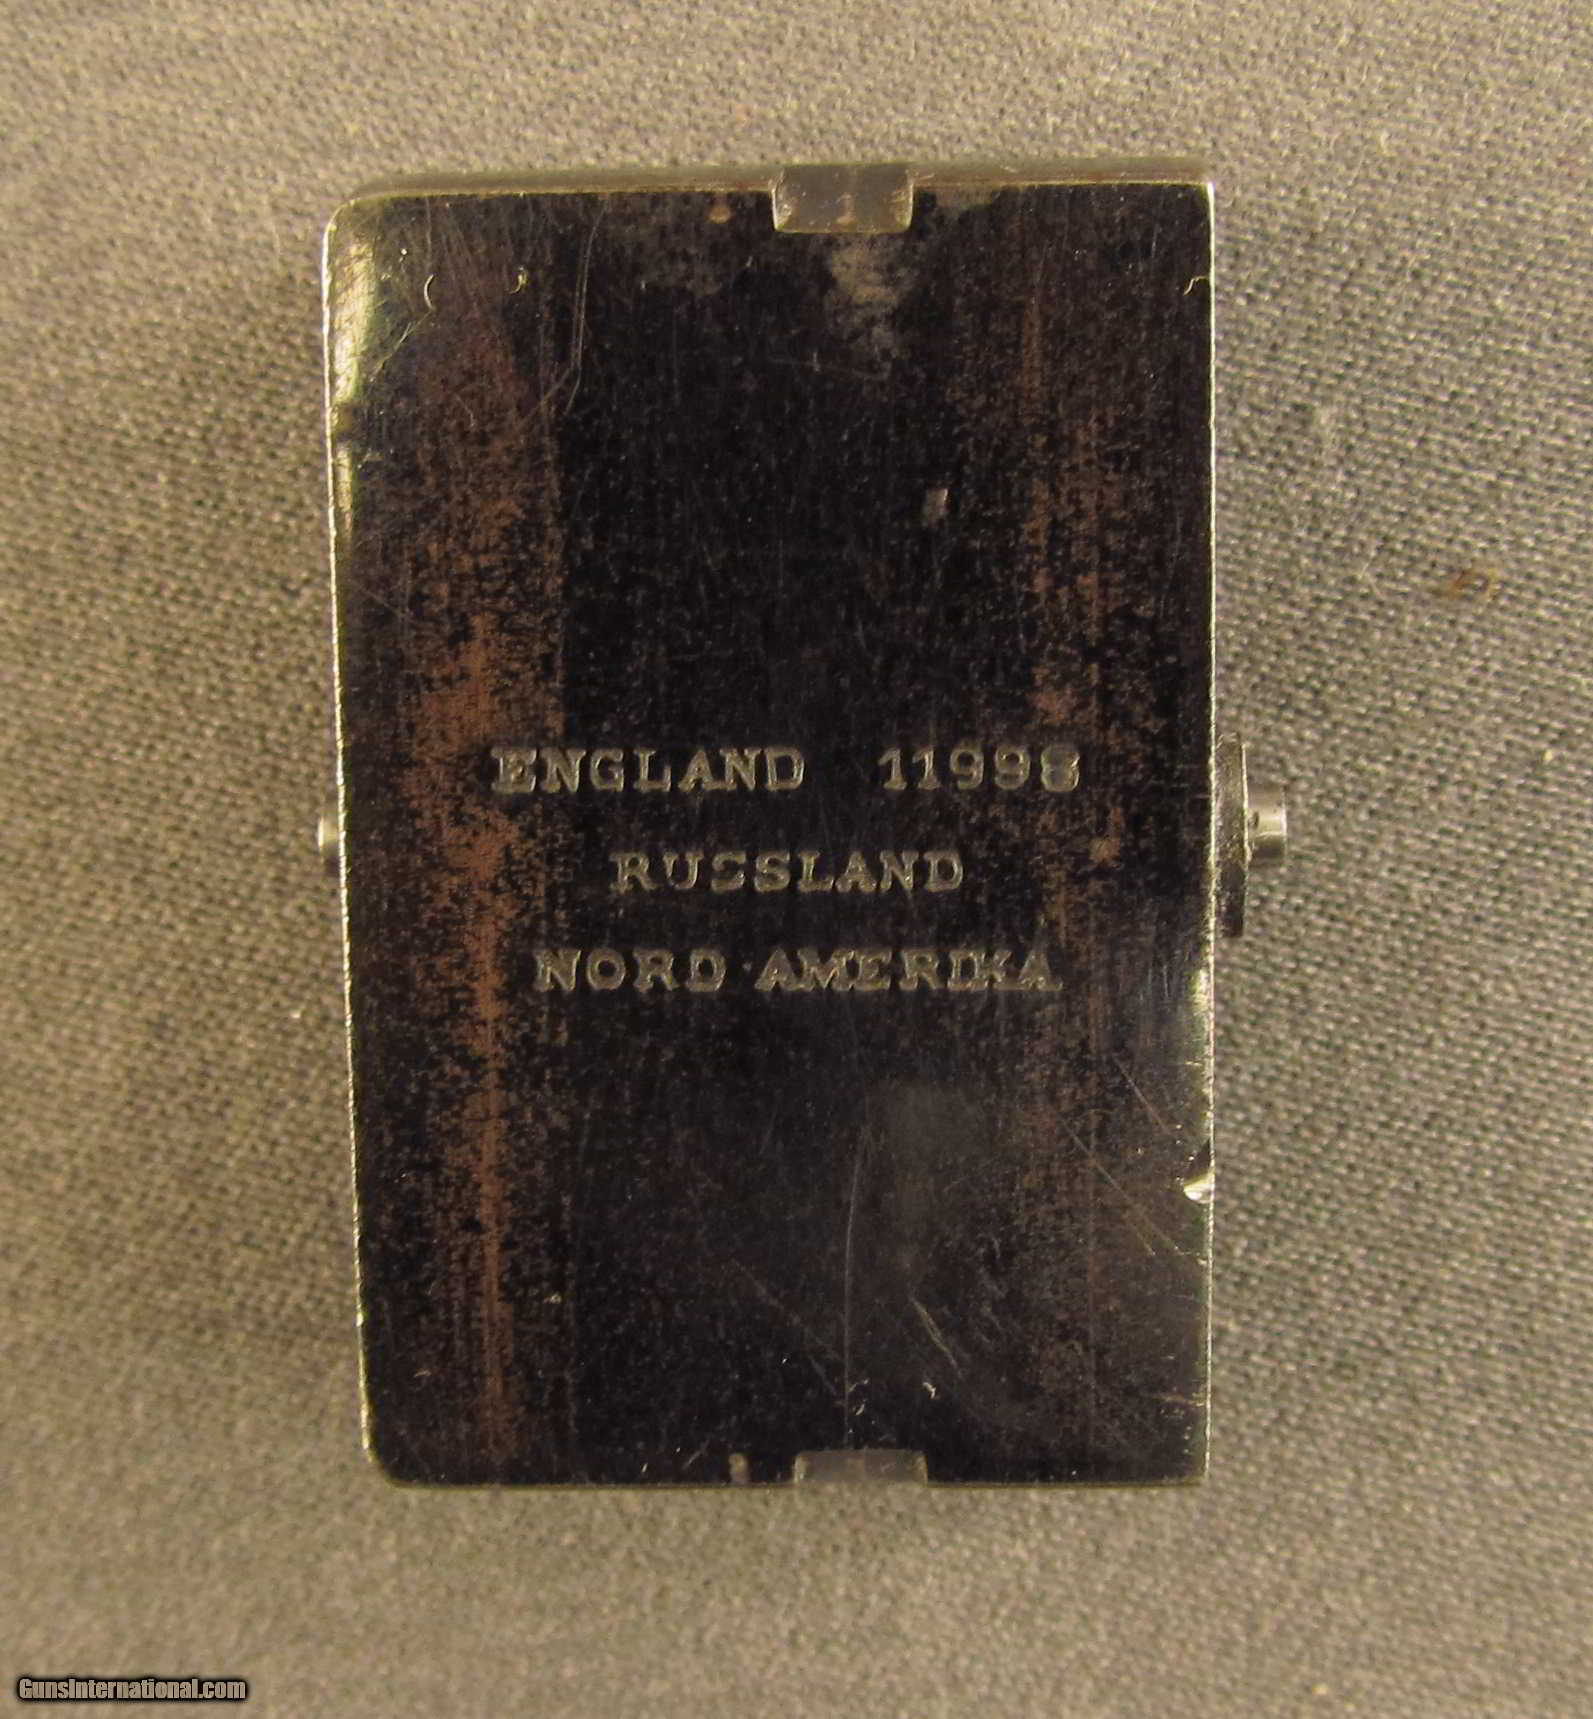 ENGLAND 11998
RUSSLAND
NORD·AMERIKA
GunsInternational.com